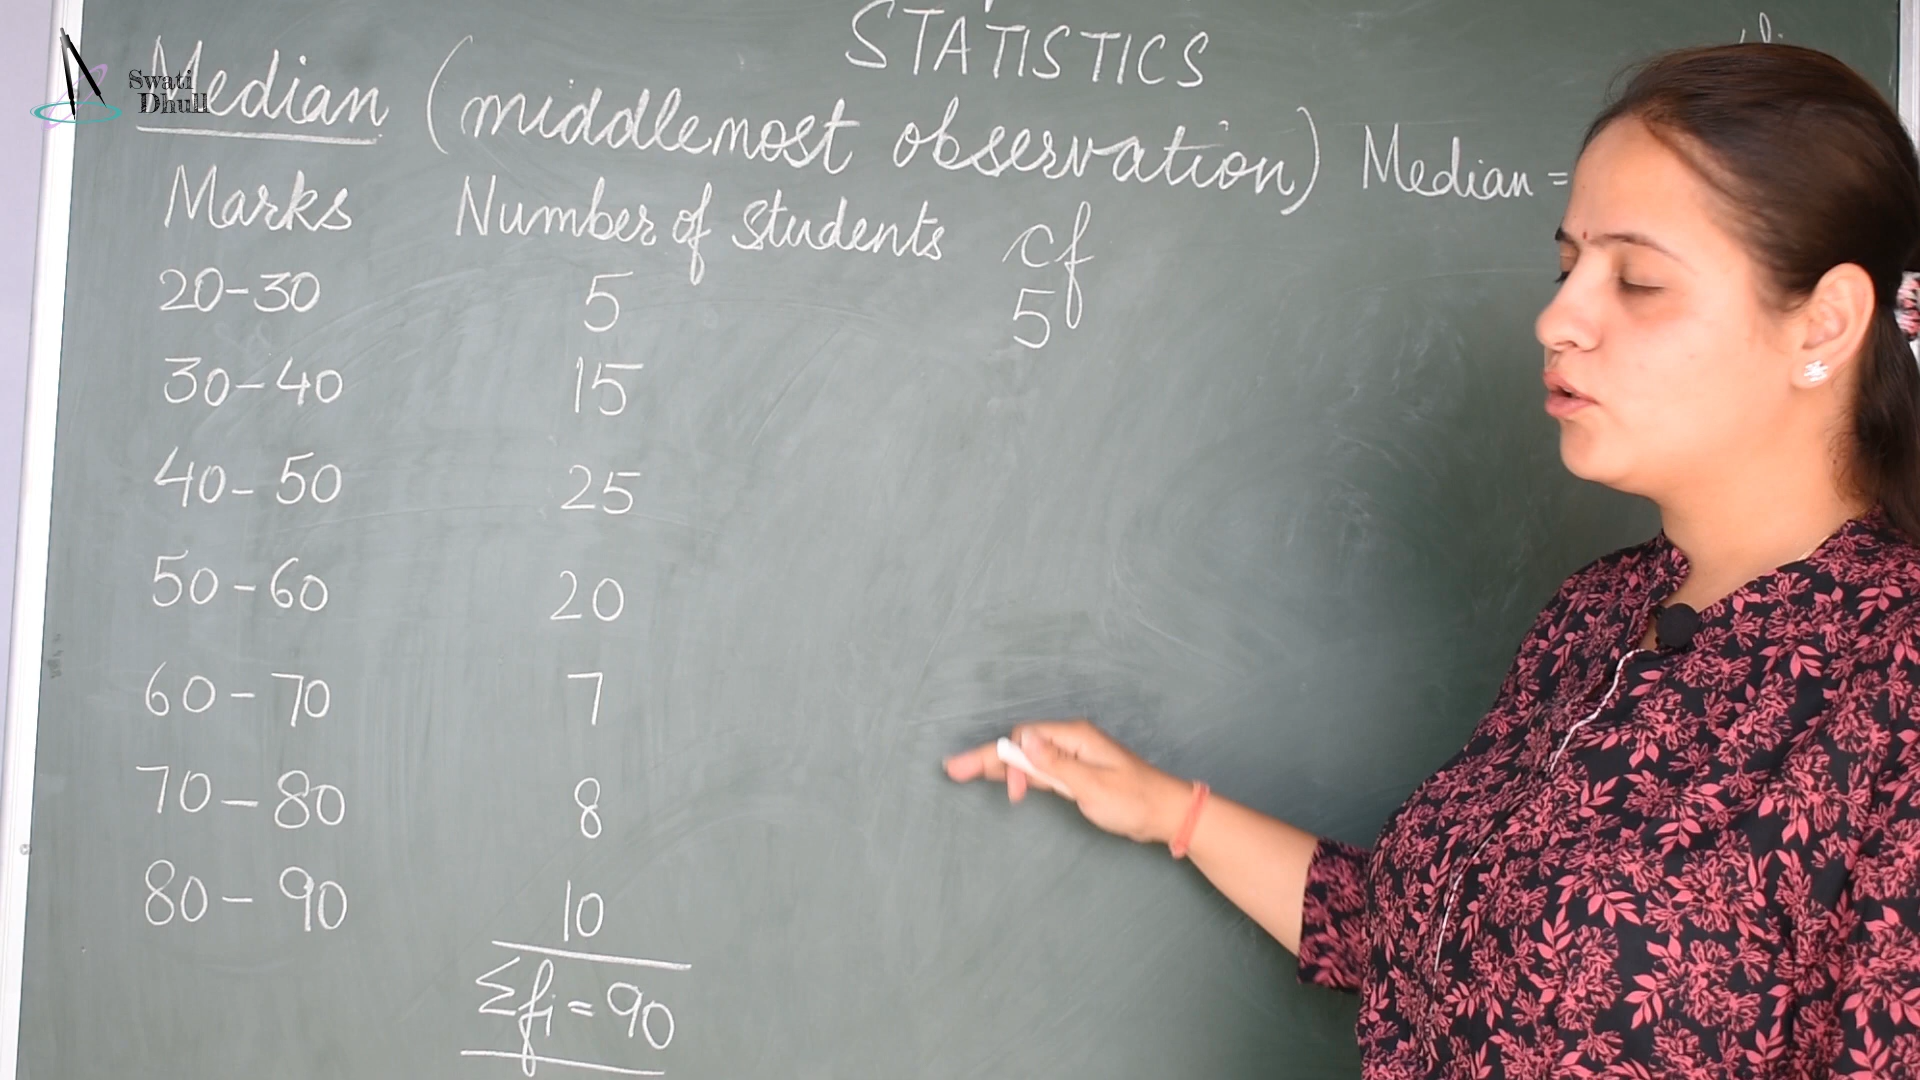 STATISTICS
Swati
Dhull
Median (middlemost observation) Median =
Marks Number of students cf
20-30 5 5
30-40 15
40-50 25
50-60 20
60-70 7
70-80 8
80-90 10
Σfi = 90